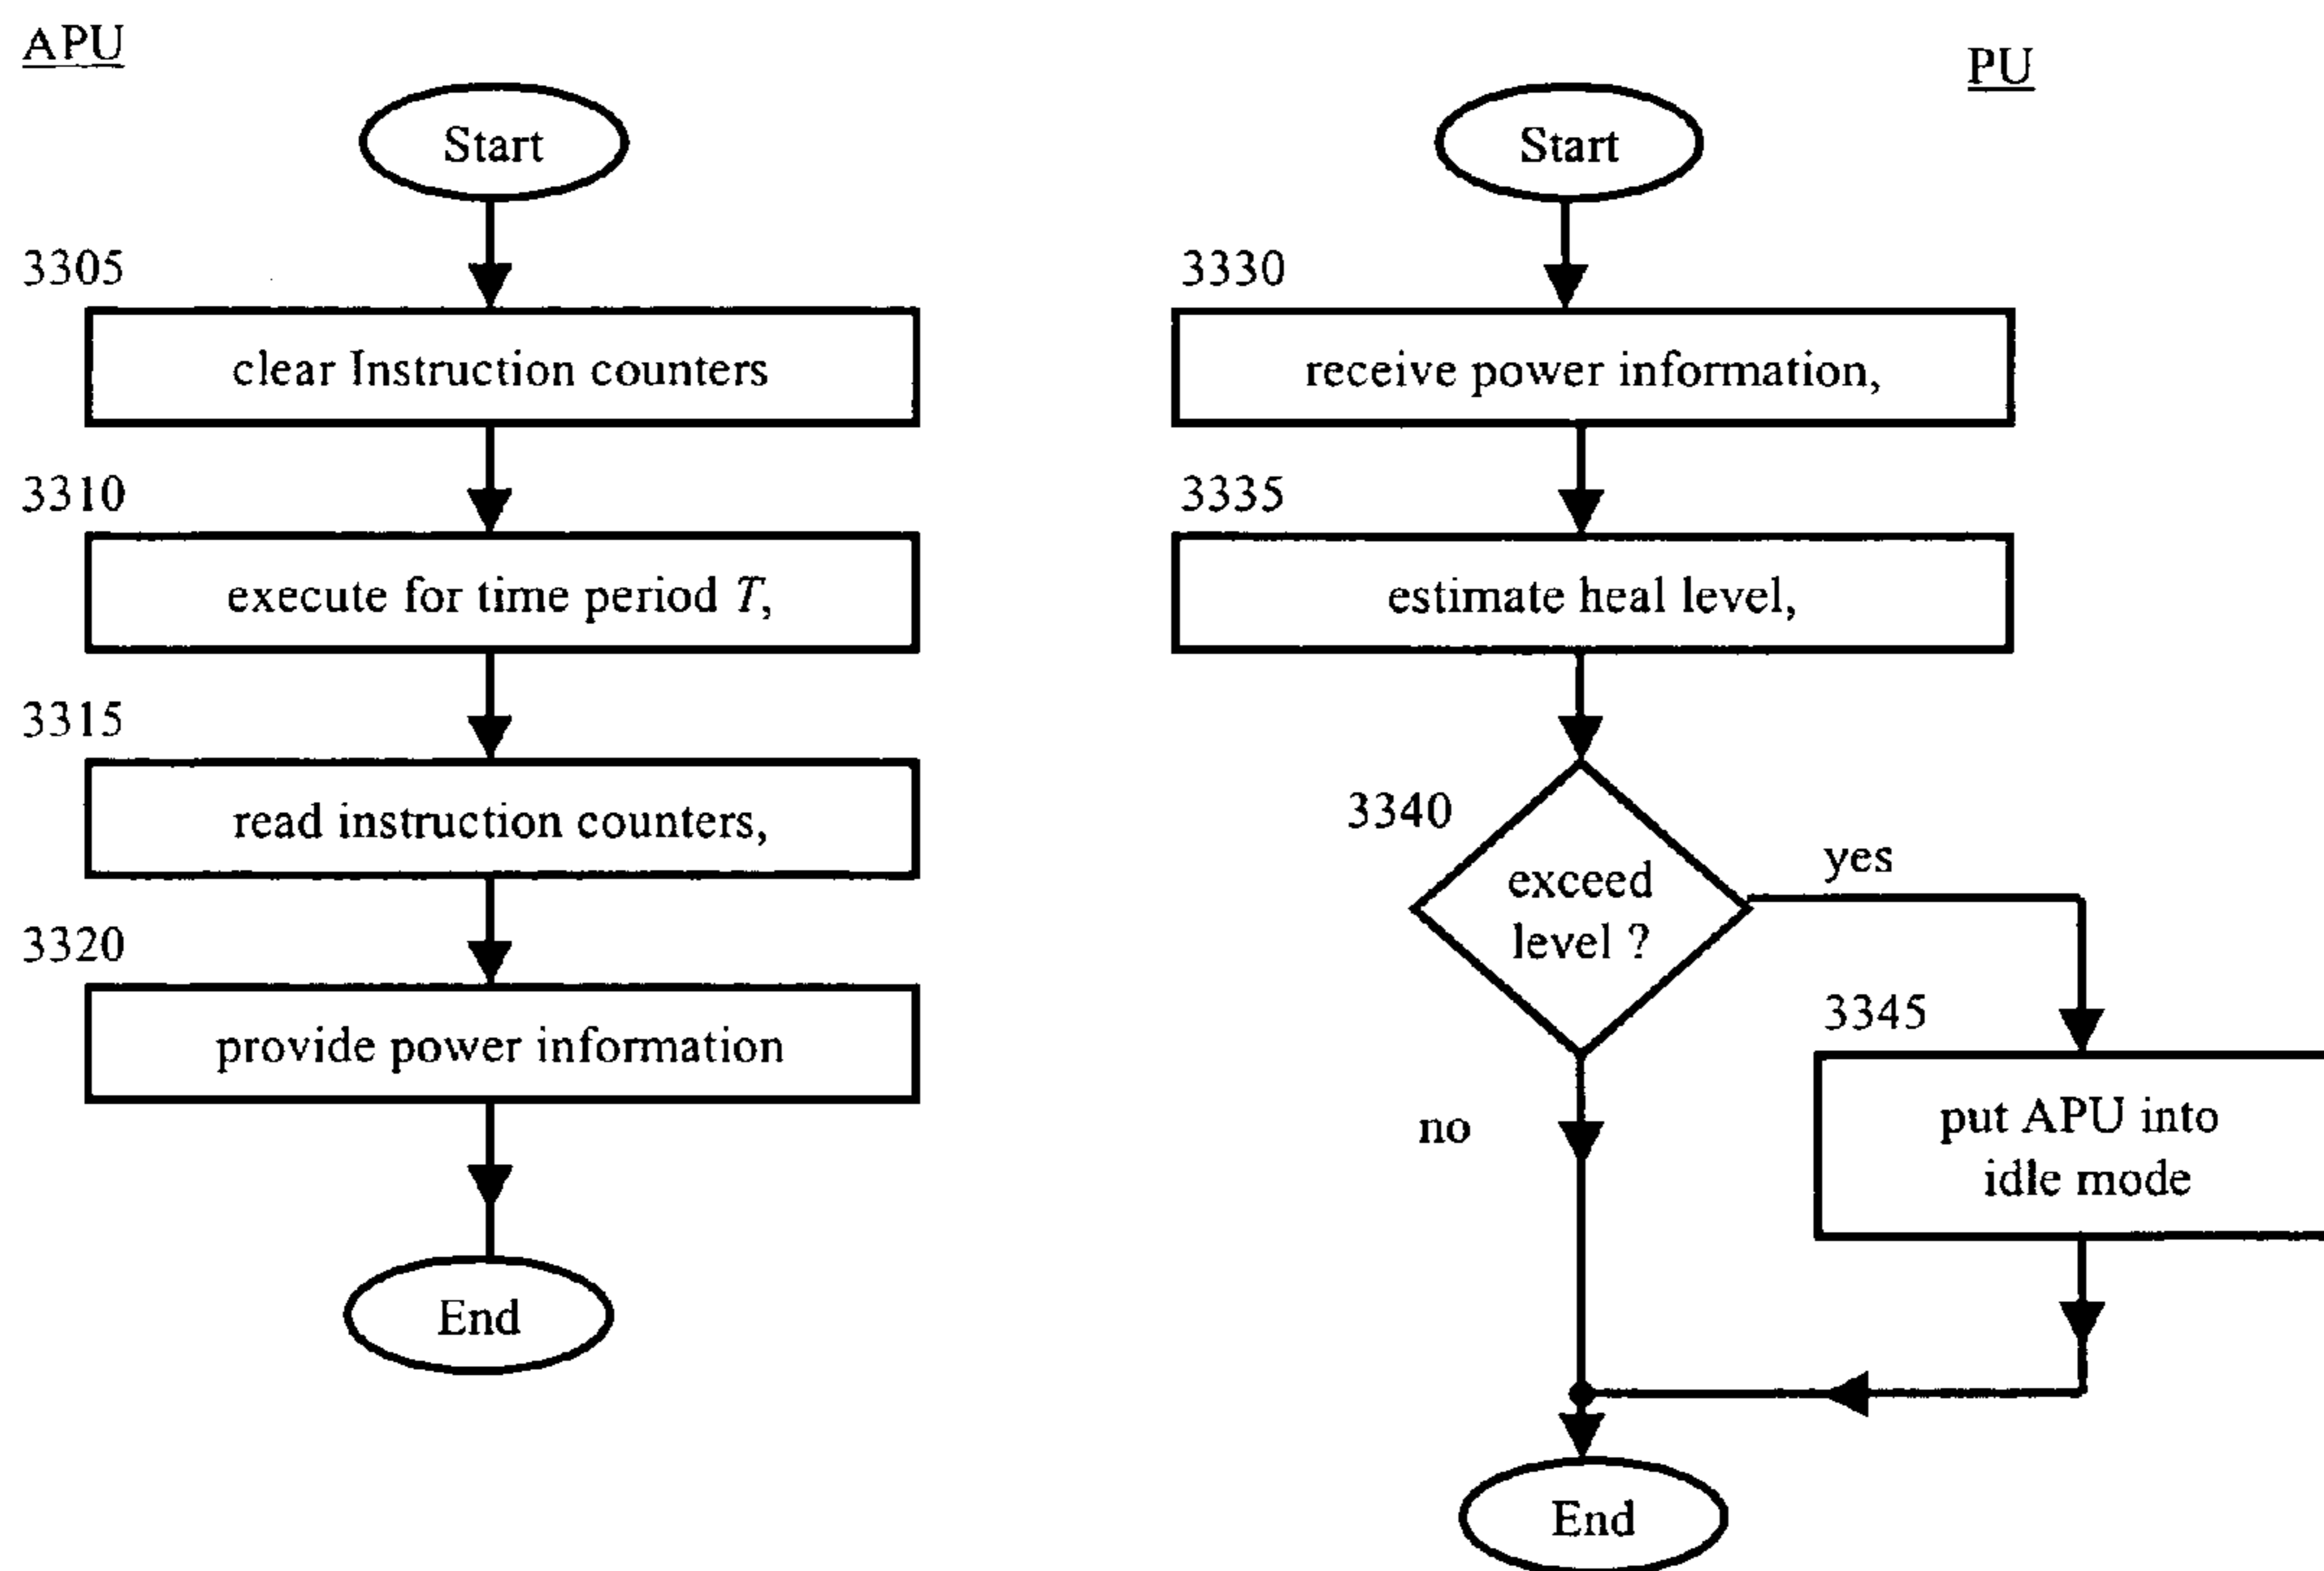 APU
Start
3305
clear Instruction counters
3310
execute for time period T,
3315
read instruction counters,
3320
provide power information
End
PU
Start
3330
receive power information,
3335
estimate heal level,
3340
exceed
level ?
yes
no
3345
put APU into
idle mode
End